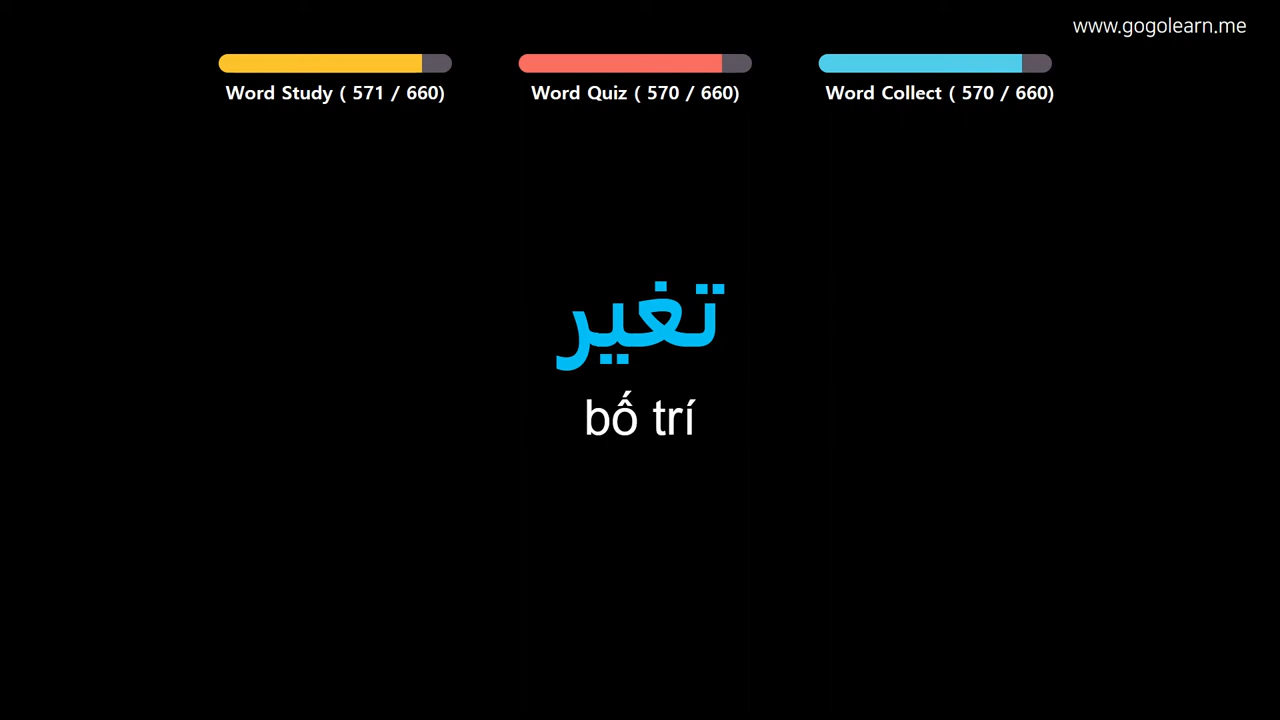 www.gogolearn.me
Word Study ( 571 / 660)
Word Quiz ( 570 / 660)
Word Collect ( 570 / 660)
تغير
bố trí